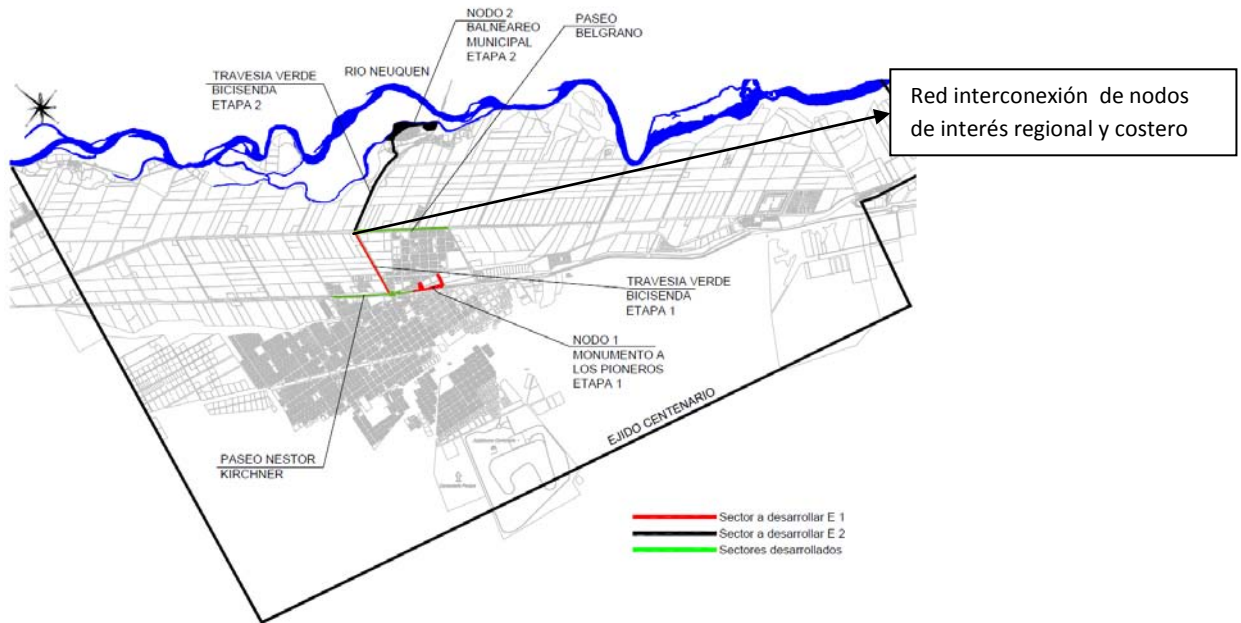 NODO 2
BALNEAREO
MUNICIPAL
ETAPA 2
PASEO
BELGRANO
TRAVESIA VERDE
BICISENDA
ETAPA 2
RIO NEUQUEN
Red interconexión de nodos
de interés regional y costero
TRAVESIA VERDE
BICISENDA
ETAPA 1
NODO 1
MONUMENTO A
LOS PIONEROS
ETAPA 1
PASEO NESTOR
KIRCHNER
EJIDO CENTENARIO
Sector a desarrollar E 1
Sector a desarrollar E 2
Sectores desarrollados